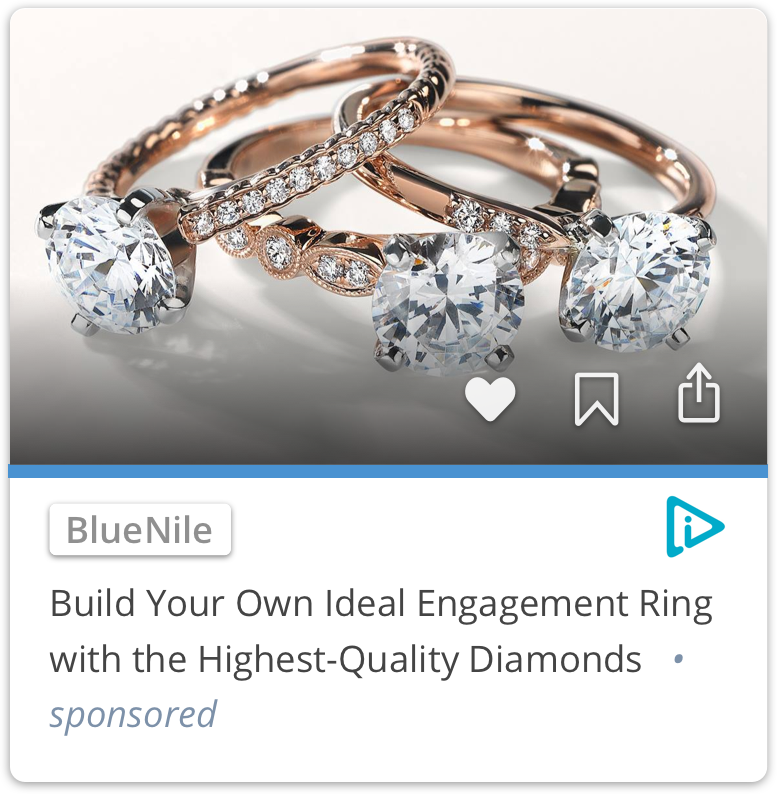 BlueNile
Build Your Own Ideal Engagement Ring
with the Highest-Quality Diamonds •
sponsored